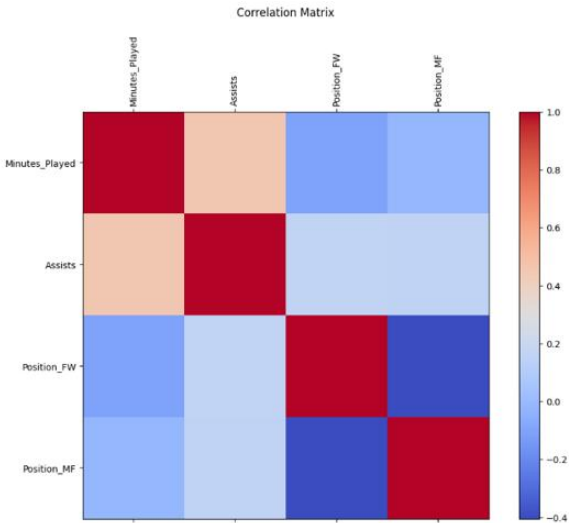 Correlation Matrix
Minutes_Played
Assists
Position_FW
Position_MF
Minutes_Played
Assists
Position_FW
Position_MF
1.0
0.8
0.6
0.4
0.2
0.0
−0.2
−0.4